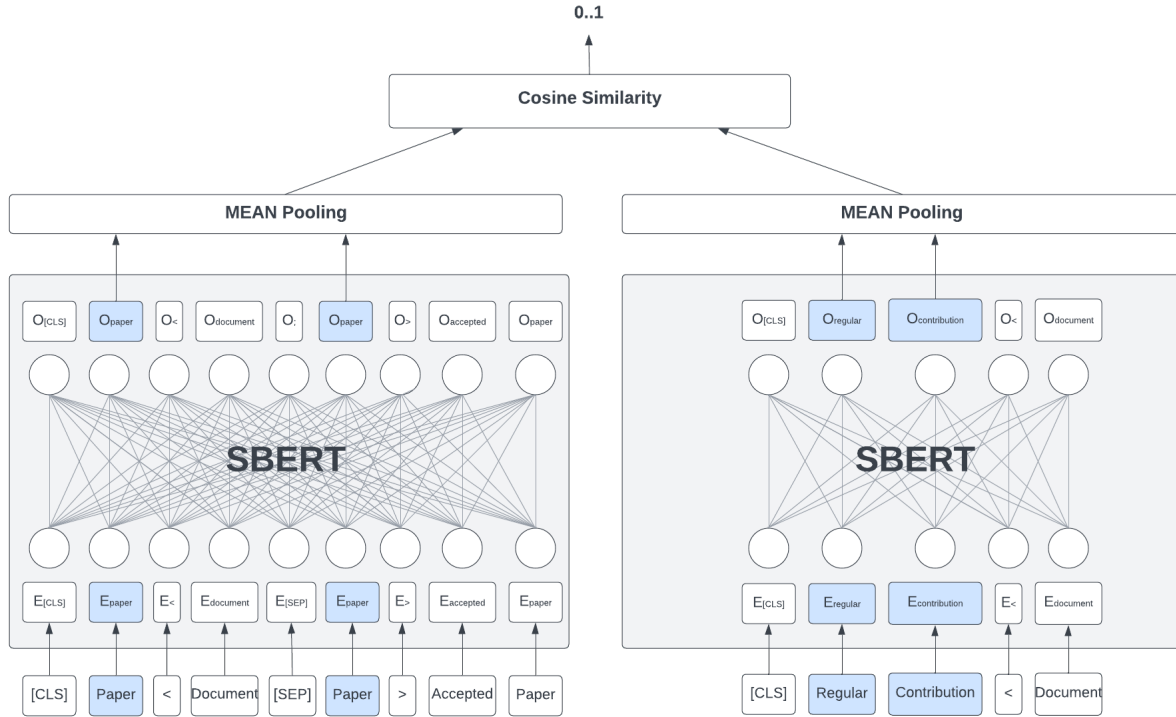 0..1
Cosine Similarity
MEAN Pooling MEAN Pooling
O[CLS] Opaper O< Odocument O; Opaper O> Oaccepted Opaper O[CLS] Oregular Ocontribution O< Odocument
SBERT SBERT
E[CLS] Epaper E< Edocument E[SEP] Epaper E> Eaccepted Epaper E[CLS] Eregular Econtribution E< Edocument
[CLS] Paper < Document [SEP] Paper > Accepted Paper [CLS] Regular Contribution < Document